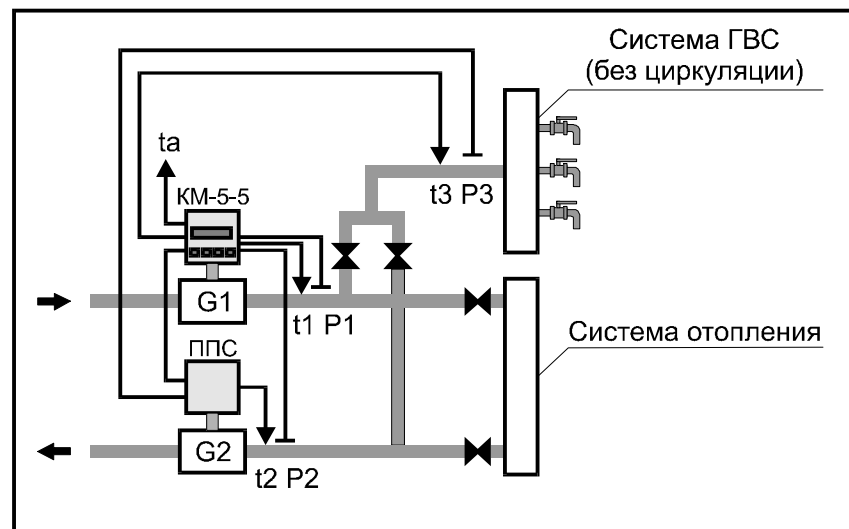 Система ГВС
(без циркуляции)
ta
КМ-5-5
t3 P3
G1
t1 P1
Система отопления
ППС
G2
t2 P2